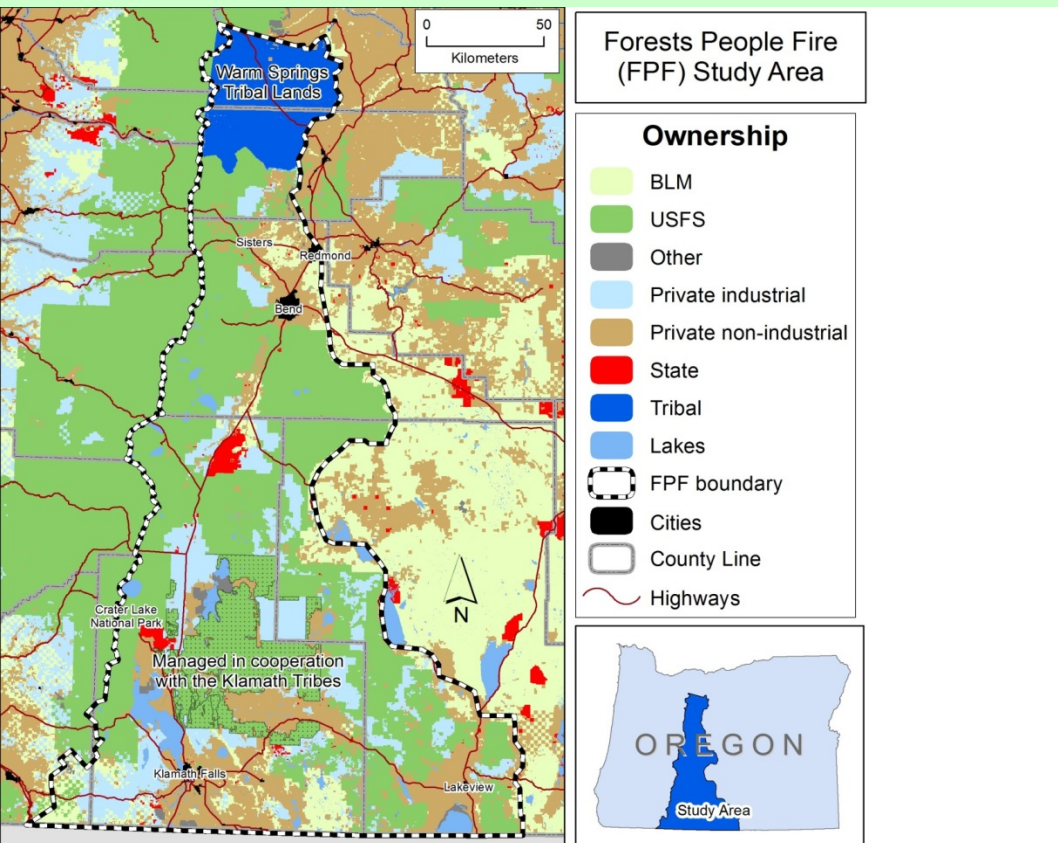 0 50
Kilometers
Warm Springs
Tribal Lands
Sisters
Redmond
Bend
N
Crater Lake
National Park
Managed in cooperation
with the Klamath Tribes
Klamath Falls
Lakeview
Forests People Fire
(FPF) Study Area
Ownership
BLM
USFS
Other
Private industrial
Private non-industrial
State
Tribal
Lakes
FPF boundary
Cities
County Line
Highways
OREGON
Study Area